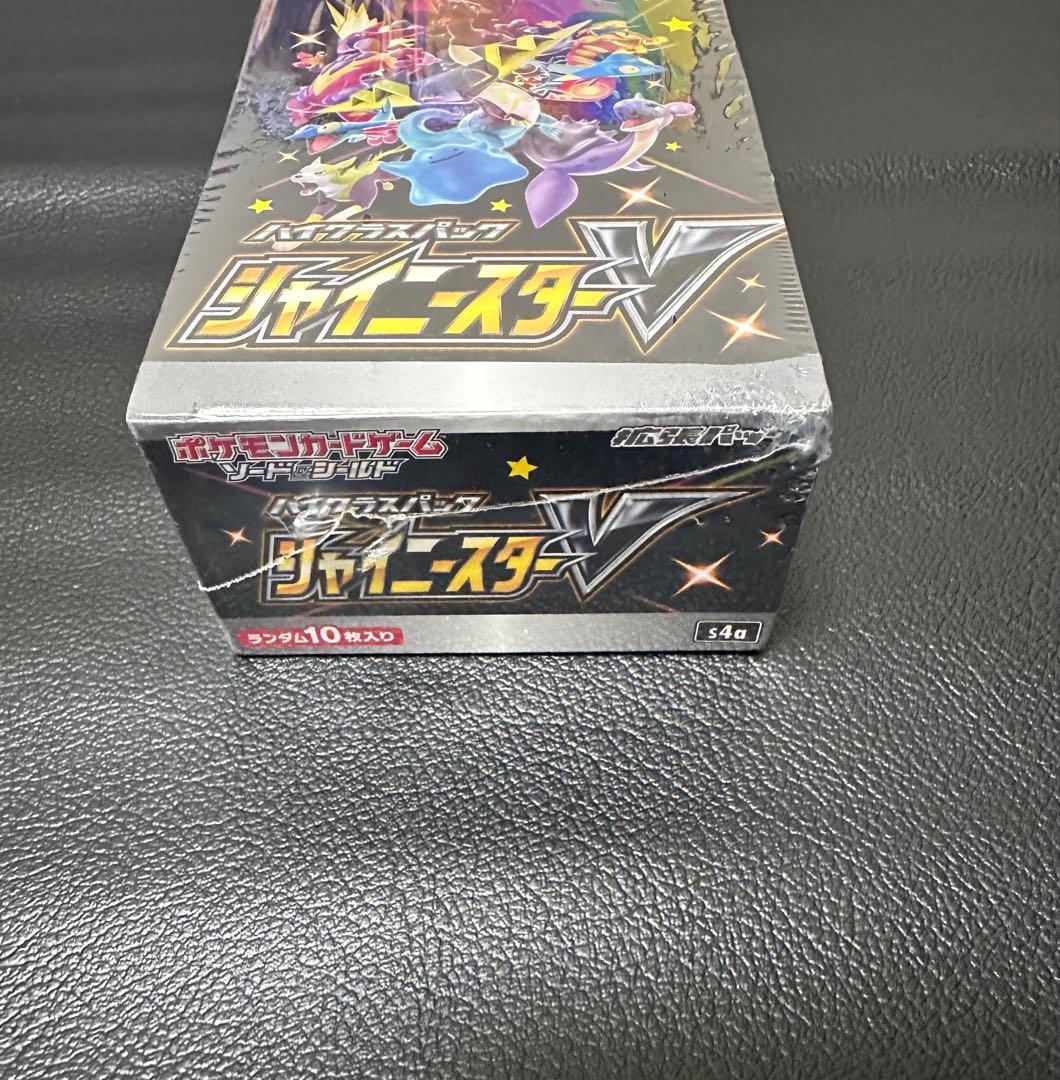 ハイクラスパック
シャイニースターV
ポケモンカードゲーム
ソード&シールド
拡張パック
ハイクラスパック
シャイニースターV
ランダム10枚入り
s4a